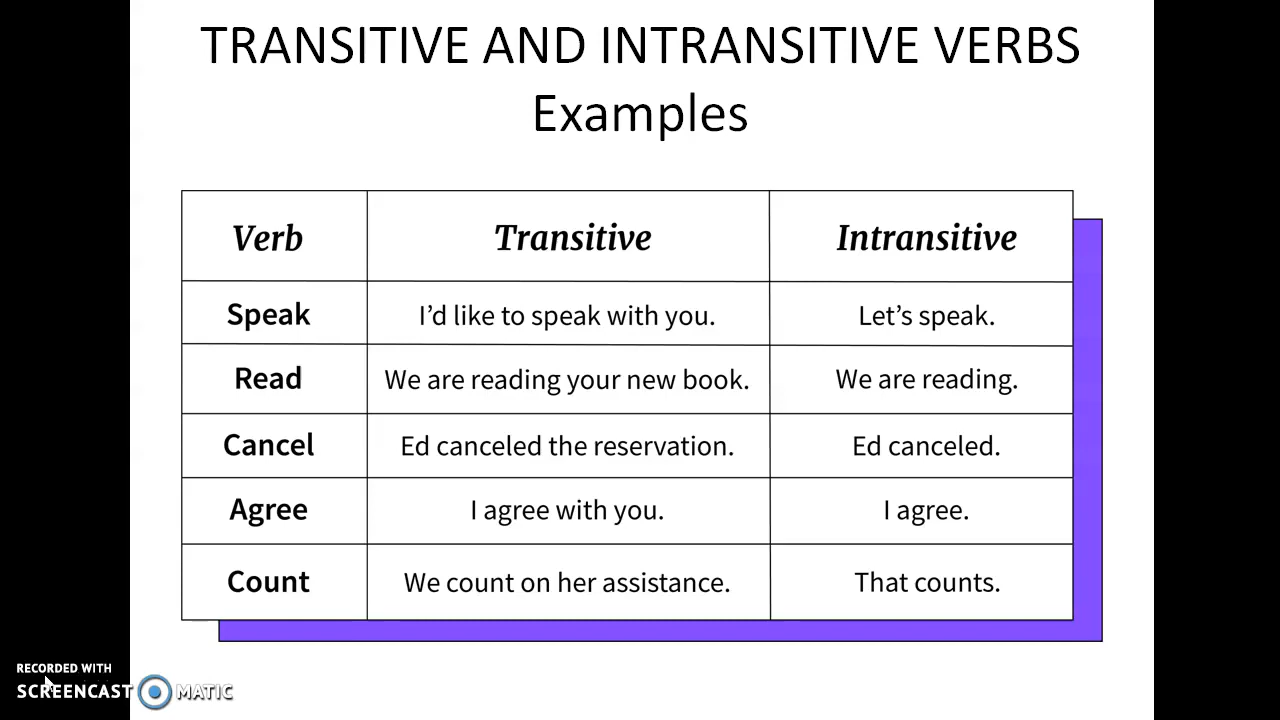 TRANSITIVE AND INTRANSITIVE VERBS
Examples
Verb Transitive Intransitive
Speak I’d like to speak with you. Let’s speak.
Read We are reading your new book. We are reading.
Cancel Ed canceled the reservation. Ed canceled.
Agree I agree with you. I agree.
Count We count on her assistance. That counts.
RECORDED WITH
SCREENCAST MATIC